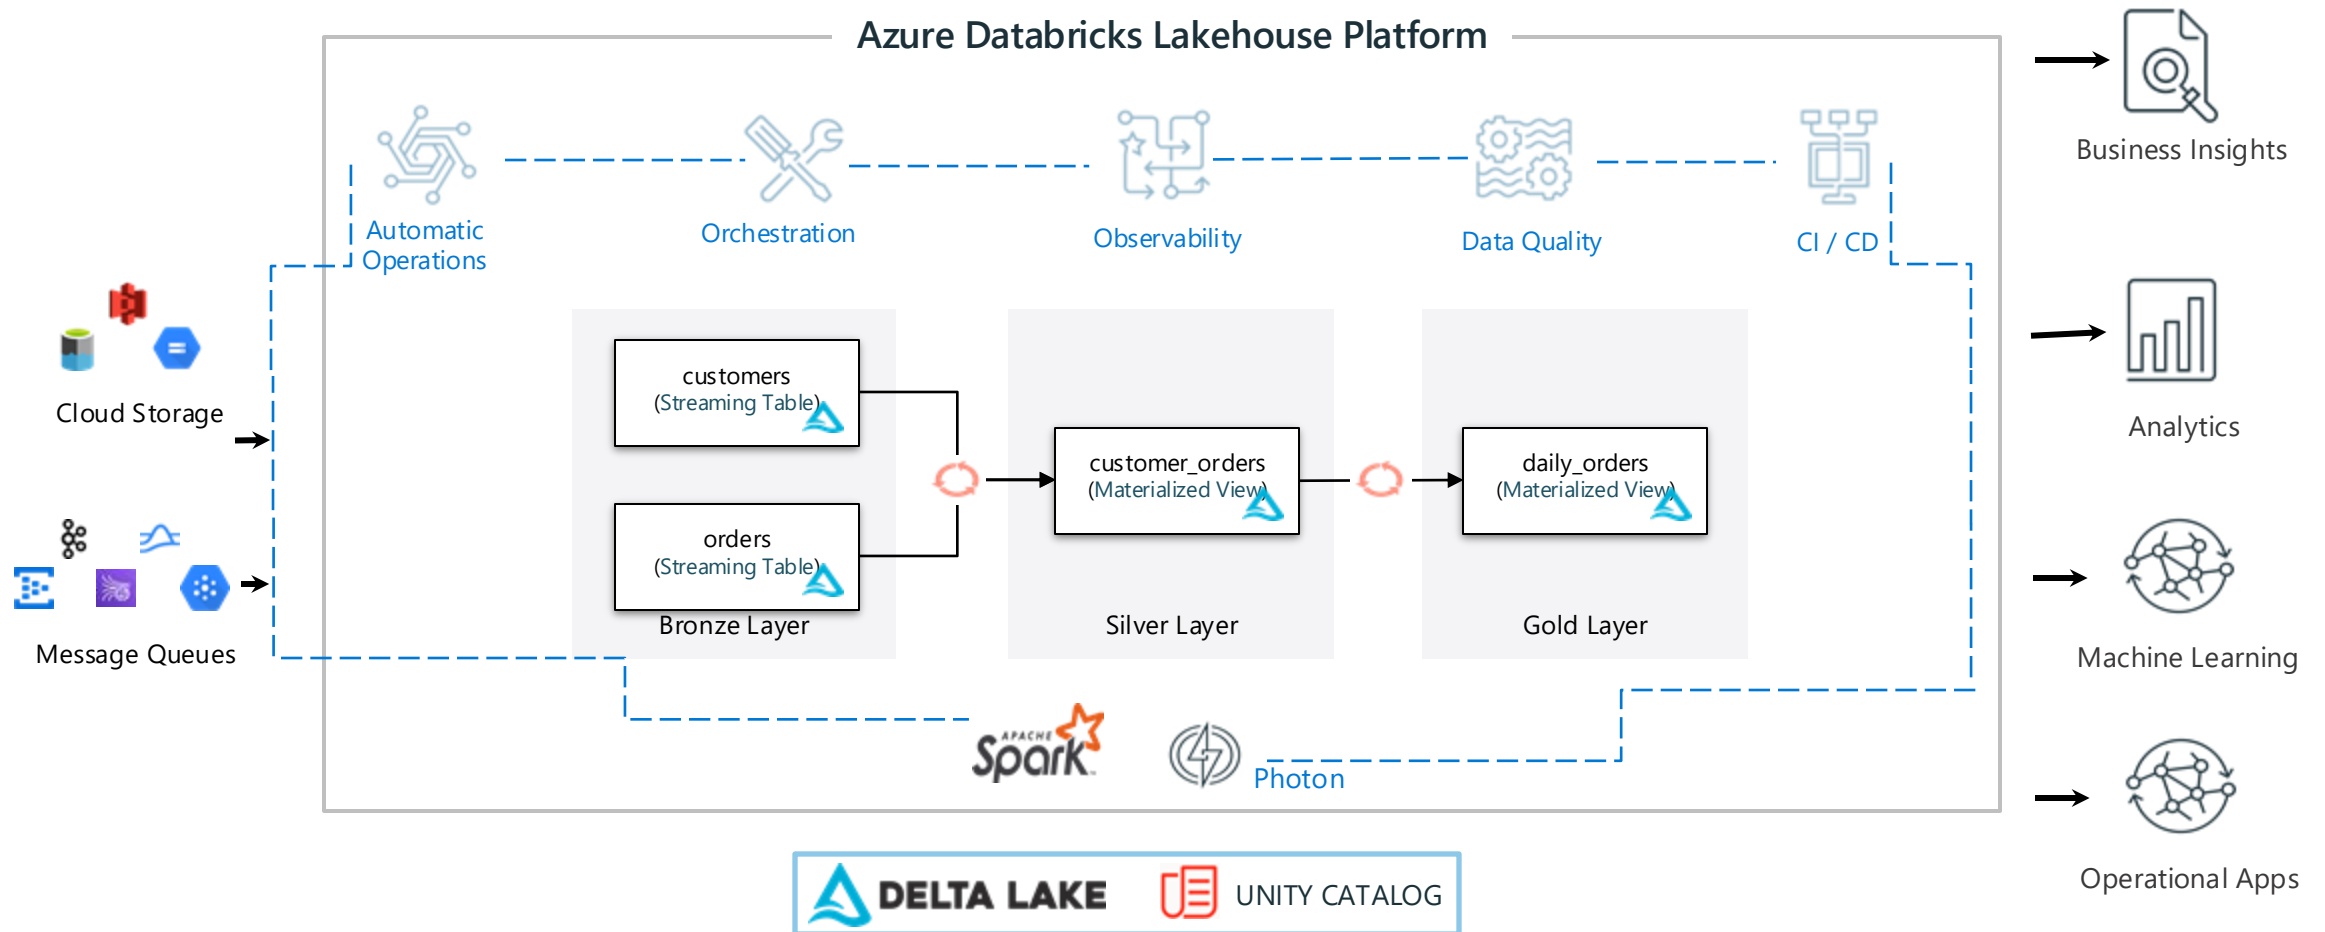 Azure Databricks Lakehouse Platform
Automatic
Operations
Orchestration
Observability
Data Quality
CI / CD
Cloud Storage
Message Queues
customers
(Streaming Table)
orders
(Streaming Table)
Bronze Layer
customer_orders
(Materialized View)
Silver Layer
daily_orders
(Materialized View)
Gold Layer
APACHE
Spark™
Photon
Business Insights
Analytics
Machine Learning
Operational Apps
DELTA LAKE
UNITY CATALOG